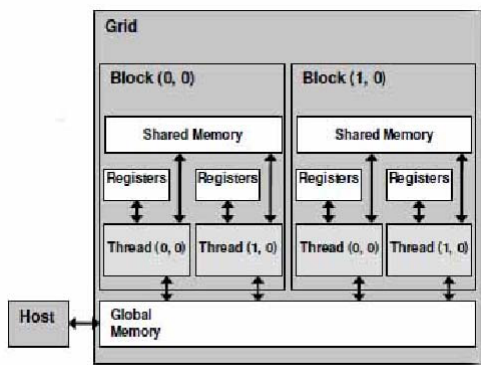 Grid
Block (0, 0)
Block (1, 0)
Shared Memory
Shared Memory
Registers
Registers
Registers
Registers
Thread (0, 0)
Thread (1, 0)
Thread (0, 0)
Thread (1, 0)
Host
Global
Memory